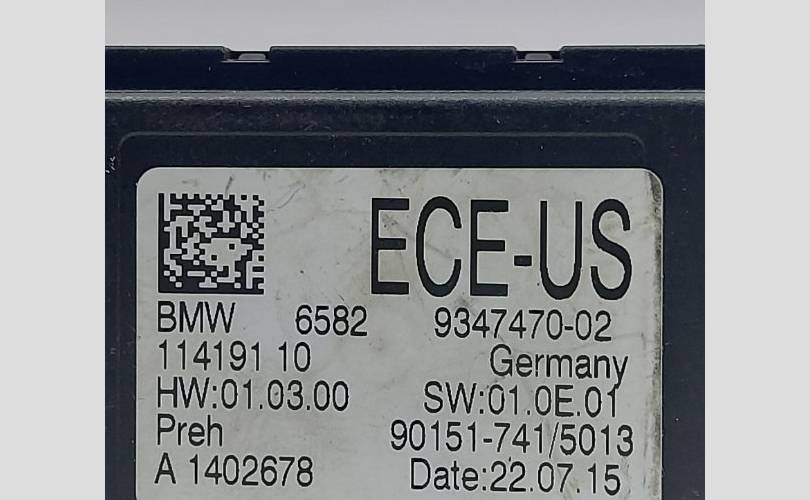 ECE-US
BMW 6582 9347470-02
114191 10 Germany
HW:01.03.00 SW:01.0E.01
Preh 90151-741/5013
A 1402678 Date:22.07.15